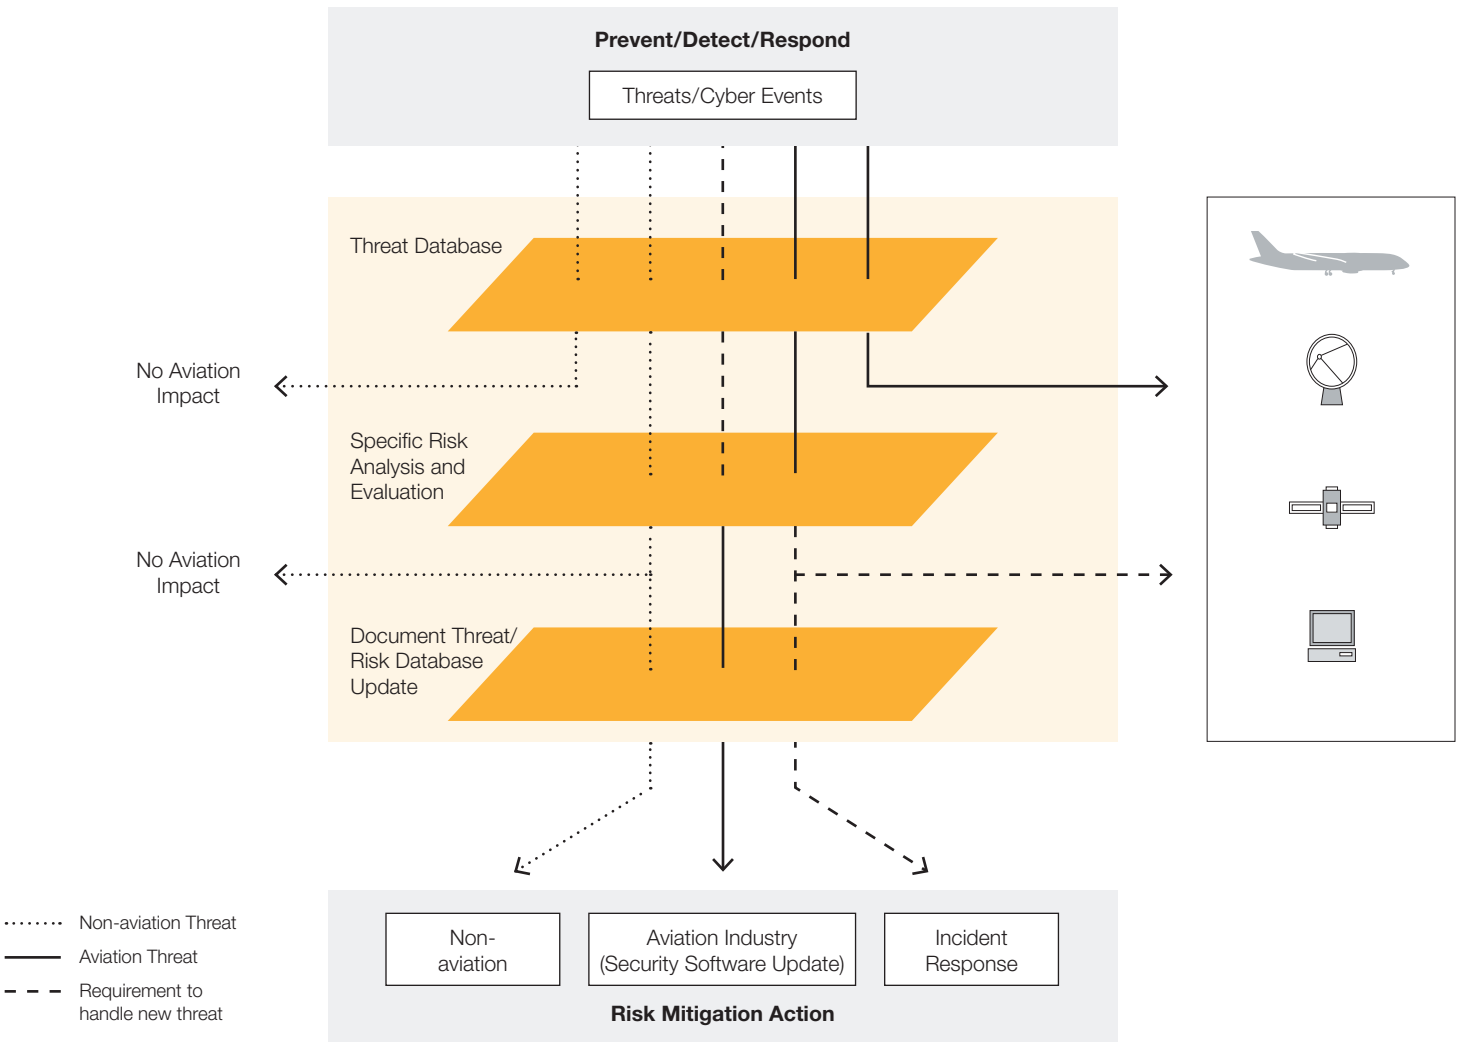 Prevent/Detect/Respond
Threats/Cyber Events
Threat Database
No Aviation
Impact
Specific Risk
Analysis and
Evaluation
No Aviation
Impact
Document Threat/
Risk Database
Update
Non-aviation Threat
Aviation Threat
Requirement to
handle new threat
Non-
aviation
Aviation Industry
(Security Software Update)
Incident
Response
Risk Mitigation Action